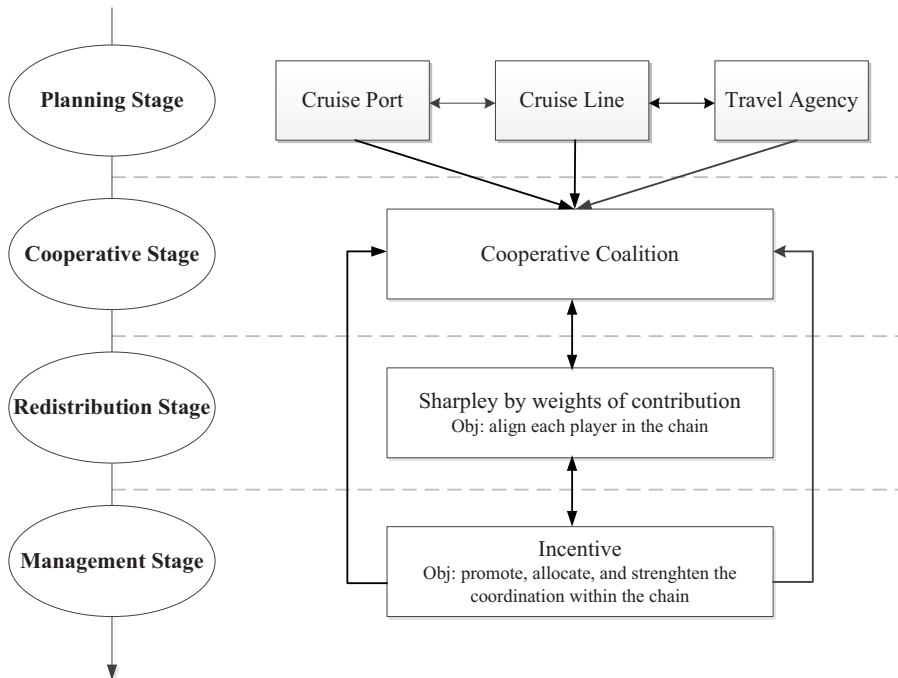 Planning Stage
Cruise Port
Cruise Line
Travel Agency
Cooperative Stage
Cooperative Coalition
Redistribution Stage
Sharpley by weights of contribution
Obj: align each player in the chain
Management Stage
Incentive
Obj: promote, allocate, and strenghten the
coordination within the chain